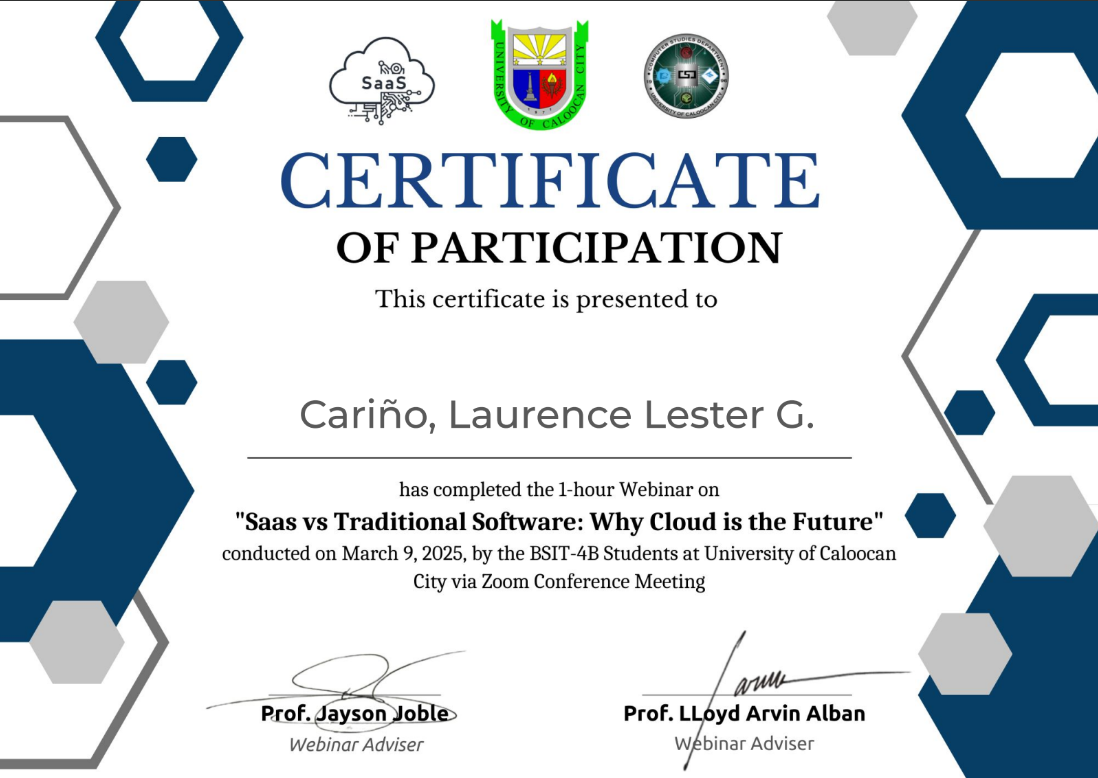 SaaS
UNIVERSITY OF CALOOCAN CITY
1971
COMPUTER STUDIES DEPARTMENT
CSD
UNIVERSITY OF CALOOCAN CITY
CERTIFICATE
OF PARTICIPATION
This certificate is presented to
Cariño, Laurence Lester G.
has completed the 1-hour Webinar on
"Saas vs Traditional Software: Why Cloud is the Future"
conducted on March 9, 2025, by the BSIT-4B Students at University of Caloocan
City via Zoom Conference Meeting
Prof. Jayson Joble
Webinar Adviser
Prof. LLoyd Arvin Alban
Webinar Adviser